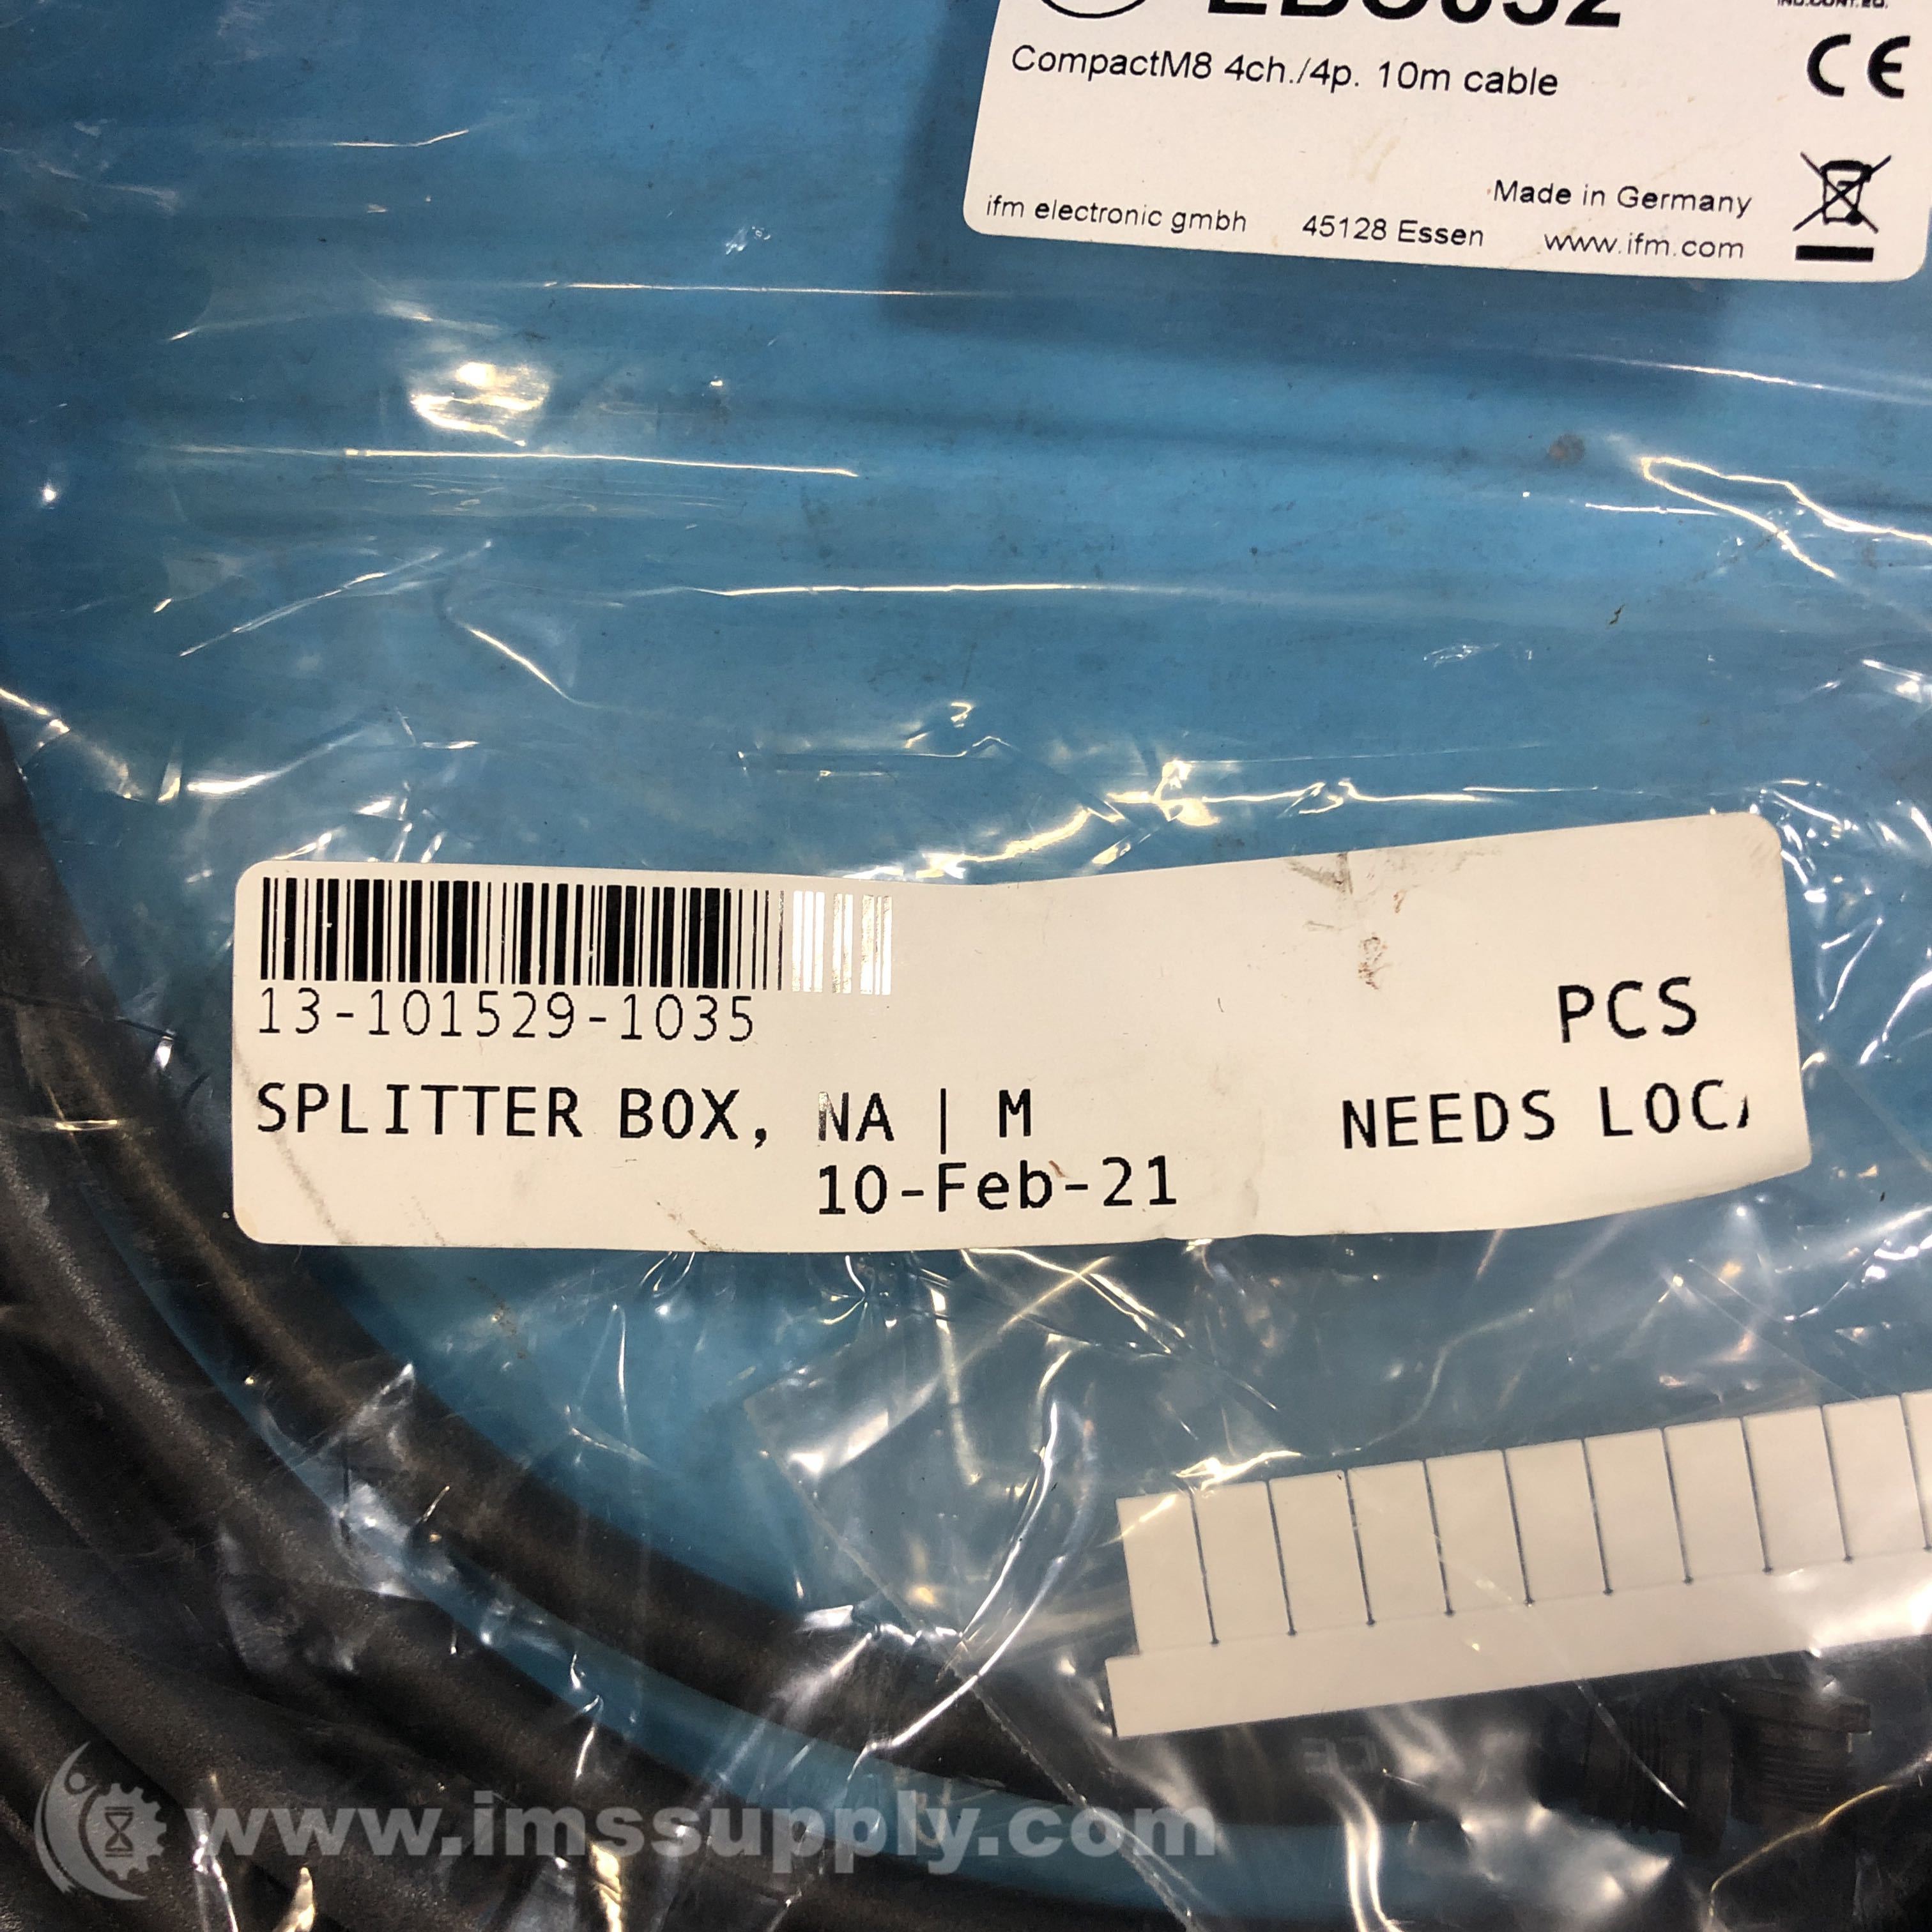 CompactM8 4ch./4p. 10m cable
CE
Made in Germany
ifm electronic gmbh 45128 Essen www.ifm.com
13-101529-1035
PCS
SPLITTER BOX, NA | M
NEEDS LOC
10-Feb-21
www.imssupply.com